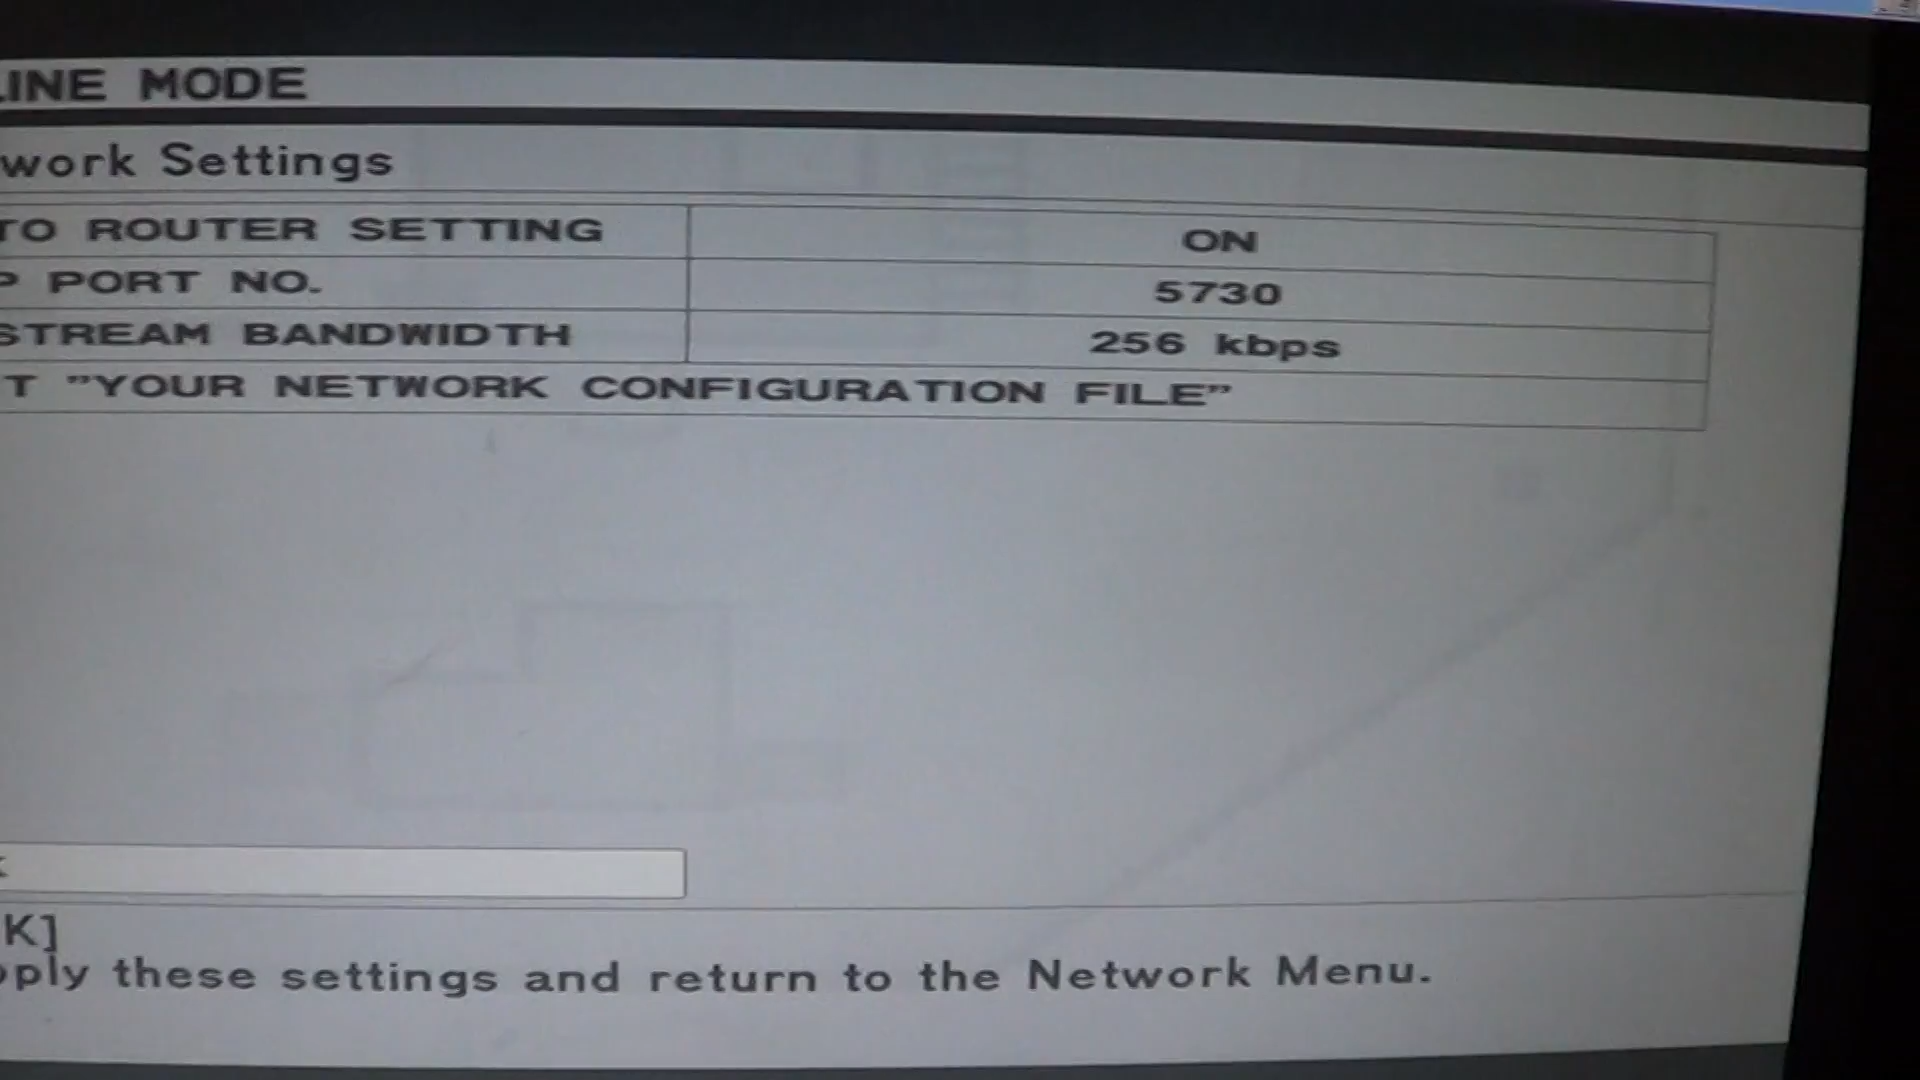 LINE MODE
work Settings
TO ROUTER SETTING ON
P PORT NO. 5730
STREAM BANDWIDTH 256 kbps
T "YOUR NETWORK CONFIGURATION FILE"
K]
pply these settings and return to the Network Menu.